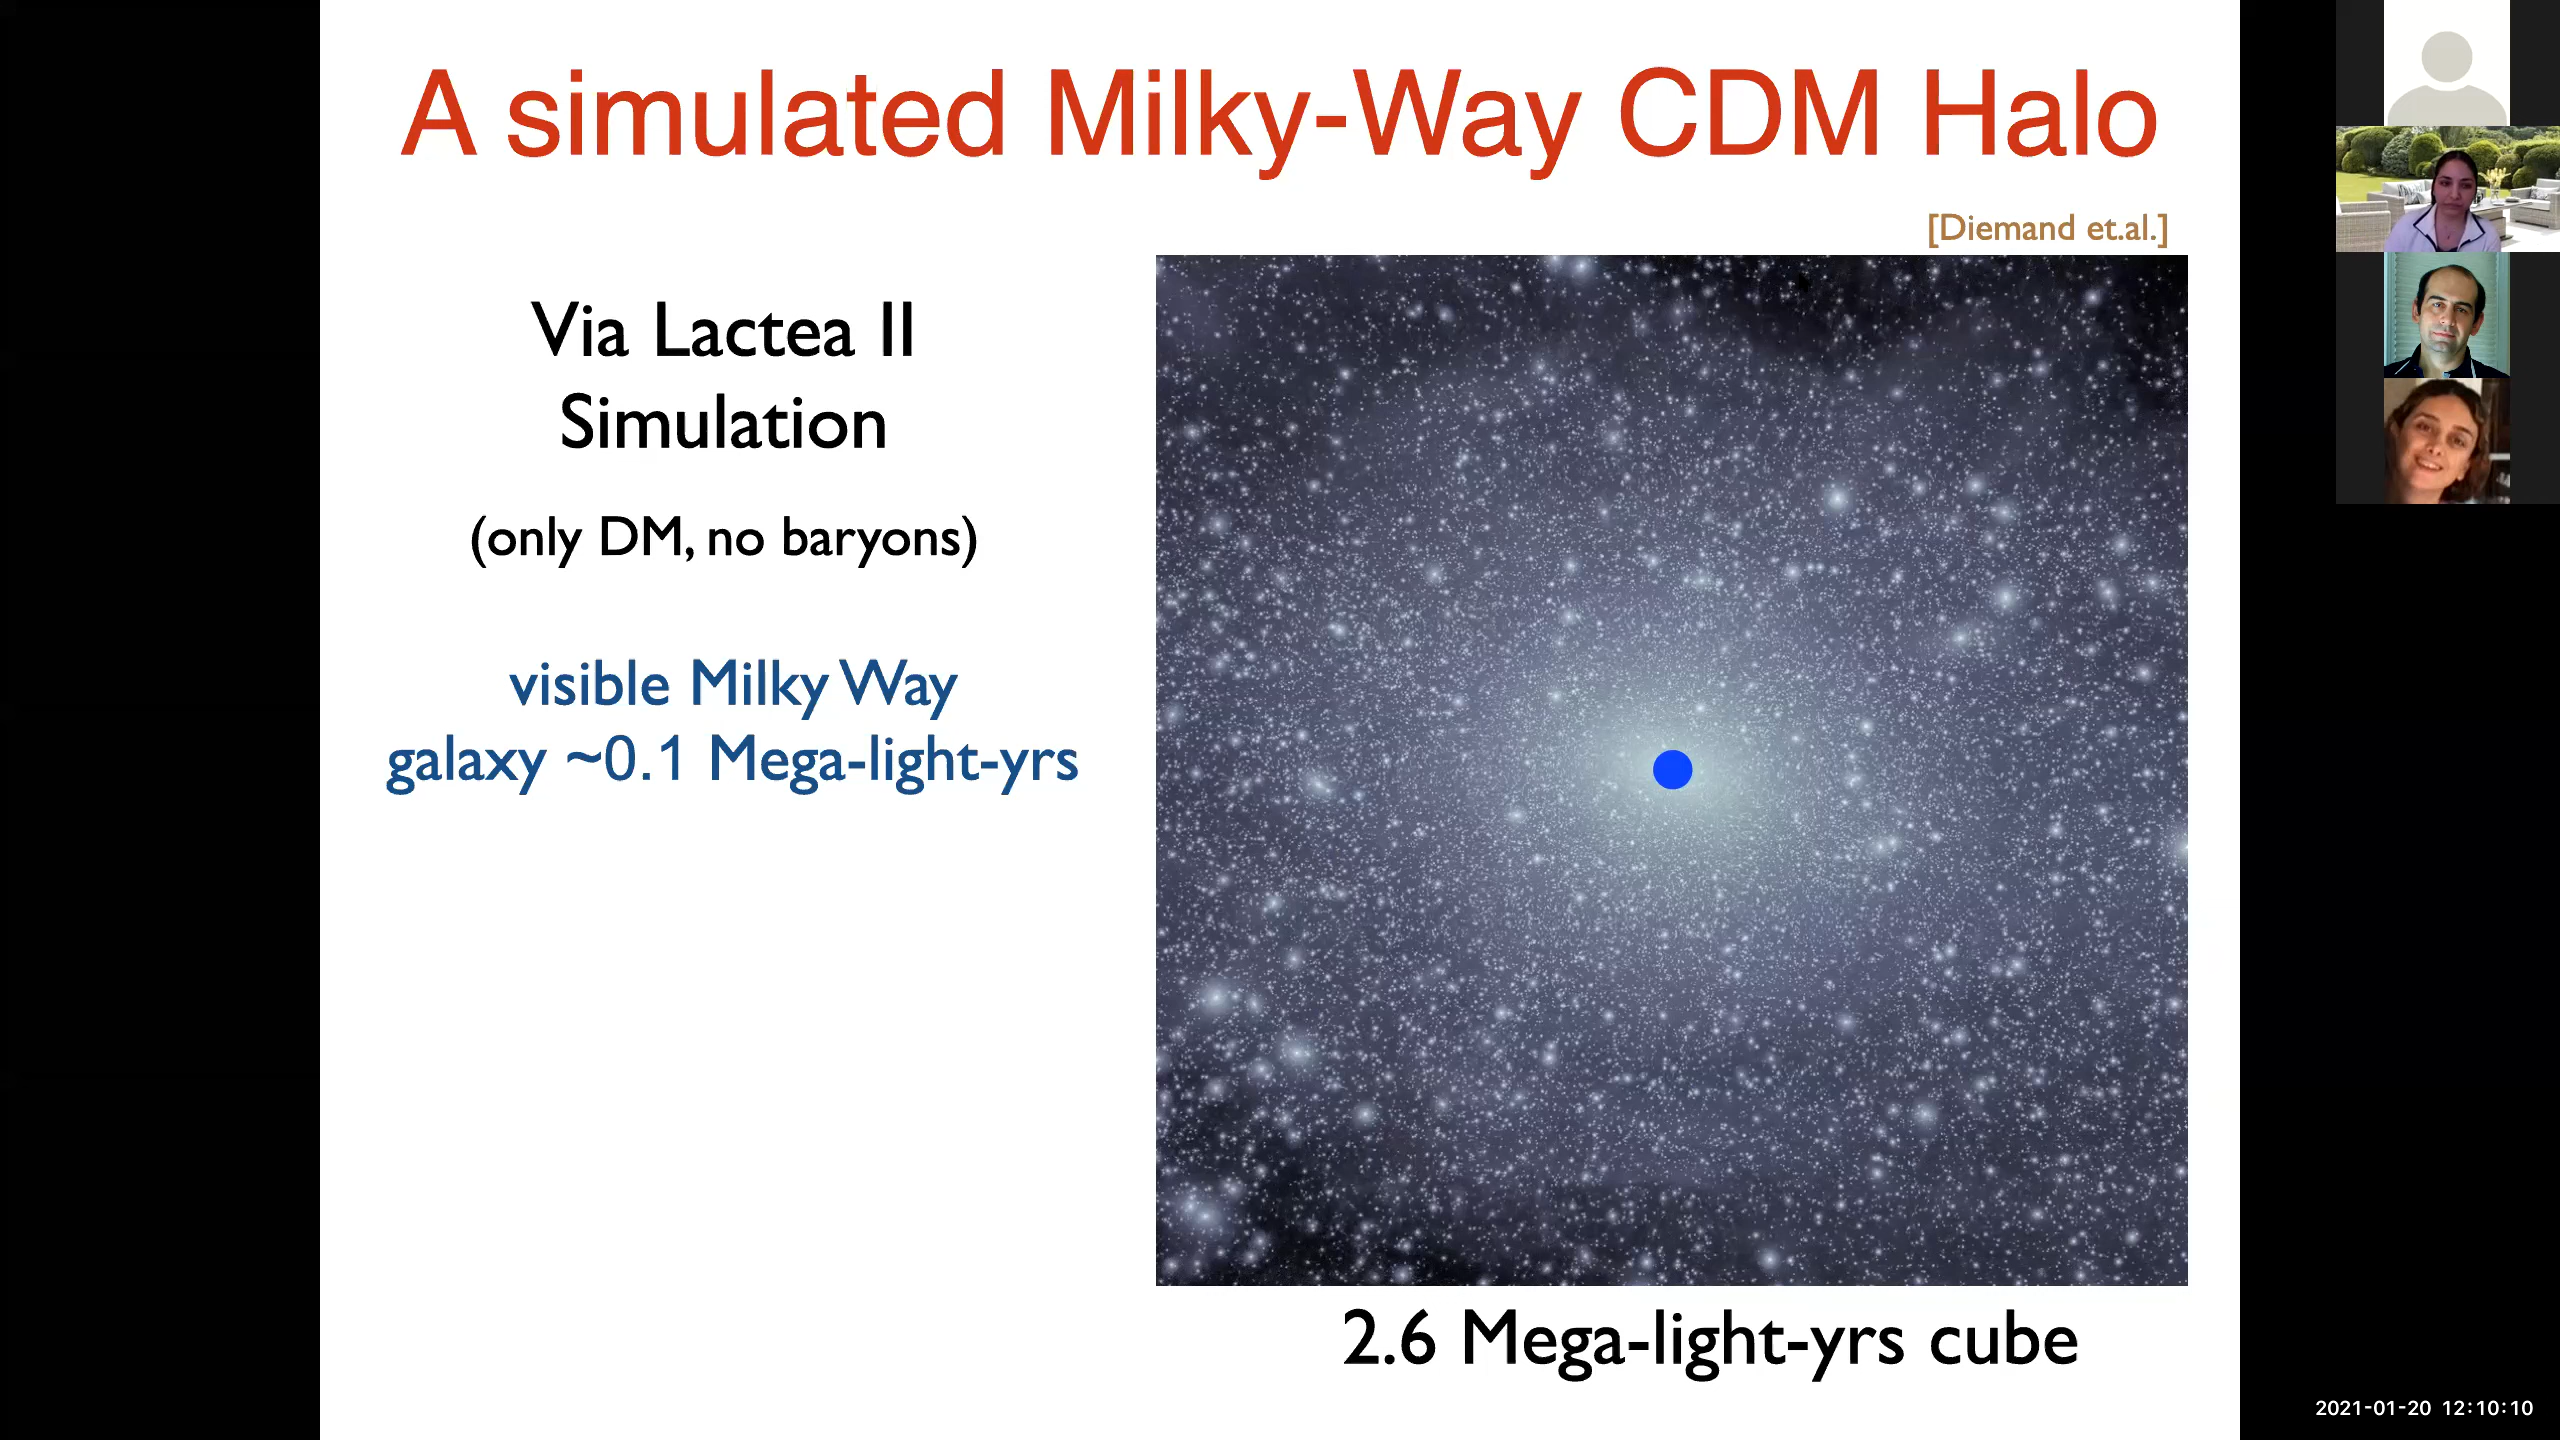 A simulated Milky-Way CDM Halo
[Diemand et.al.]
Via Lactea II
Simulation
(only DM, no baryons)
visible Milky Way
galaxy ~0.1 Mega-light-yrs
2.6 Mega-light-yrs cube
2021-01-20 12:10:10